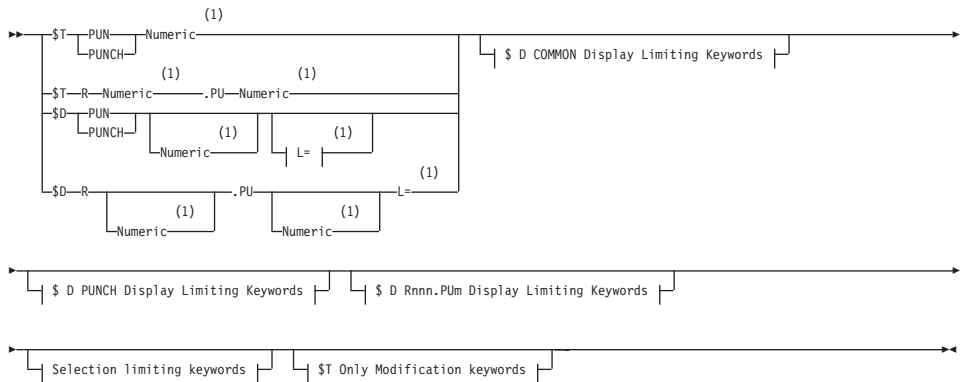 (1)
$T PUN Numeric
PUNCH
$ D COMMON Display Limiting Keywords
(1) (1)
$T R Numeric .PU Numeric
$D PUN
PUNCH (1) (1)
Numeric L=
(1)
$D R .PU L=
(1) (1)
Numeric Numeric
$ D PUNCH Display Limiting Keywords $ D Rnnn.PUm Display Limiting Keywords
Selection limiting keywords $T Only Modification keywords